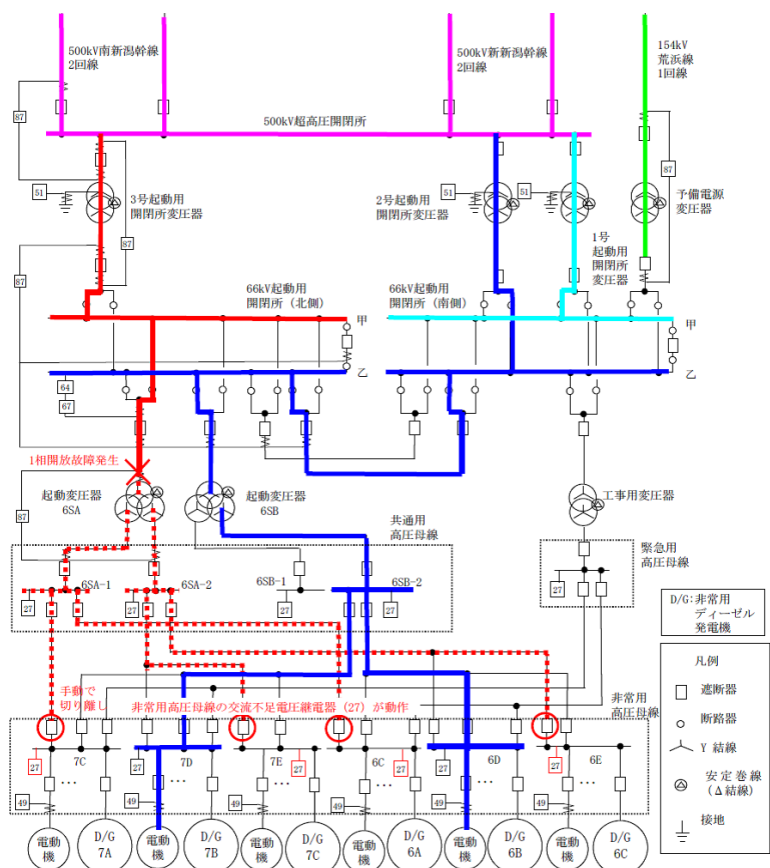 500kV南新潟幹線
2回線
500kV新新潟幹線
2回線
154kV
荒浜線
1回線
87
500kV超高圧開閉所
87
87
51
3号起動用
開閉所変圧器
2号起動用
開閉所変圧器
51
51
予備電源
変圧器
1号
起動用
開閉所
変圧器
87
66kV起動用
開閉所(北側)
66kV起動用
開閉所(南側)
甲
甲
乙
乙
64
67
1相開放故障発生
起動変圧器
6SA
起動変圧器
6SB
工事用変圧器
87
共通用
高圧母線
緊急用
高圧母線
6SA-1
6SA-2
6SB-1
6SB-2
27
27
27
27
27
D/G:非常用
ディーゼル
発電機
凡例
遮断器
断路器
Y結線
安定巻線
(Δ結線)
接地
手動で
切り離し
非常用高圧母線の交流不足電圧継電器(27)が動作
非常用
高圧母線
7C
7D
7E
6C
6D
6E
27
27
27
27
27
27
…
…
…
…
…
…
49
49
49
49
49
49
電動
機
D/G
7A
電動
機
D/G
7B
電動
機
D/G
7C
電動
機
D/G
6A
電動
機
D/G
6B
電動
機
D/G
6C